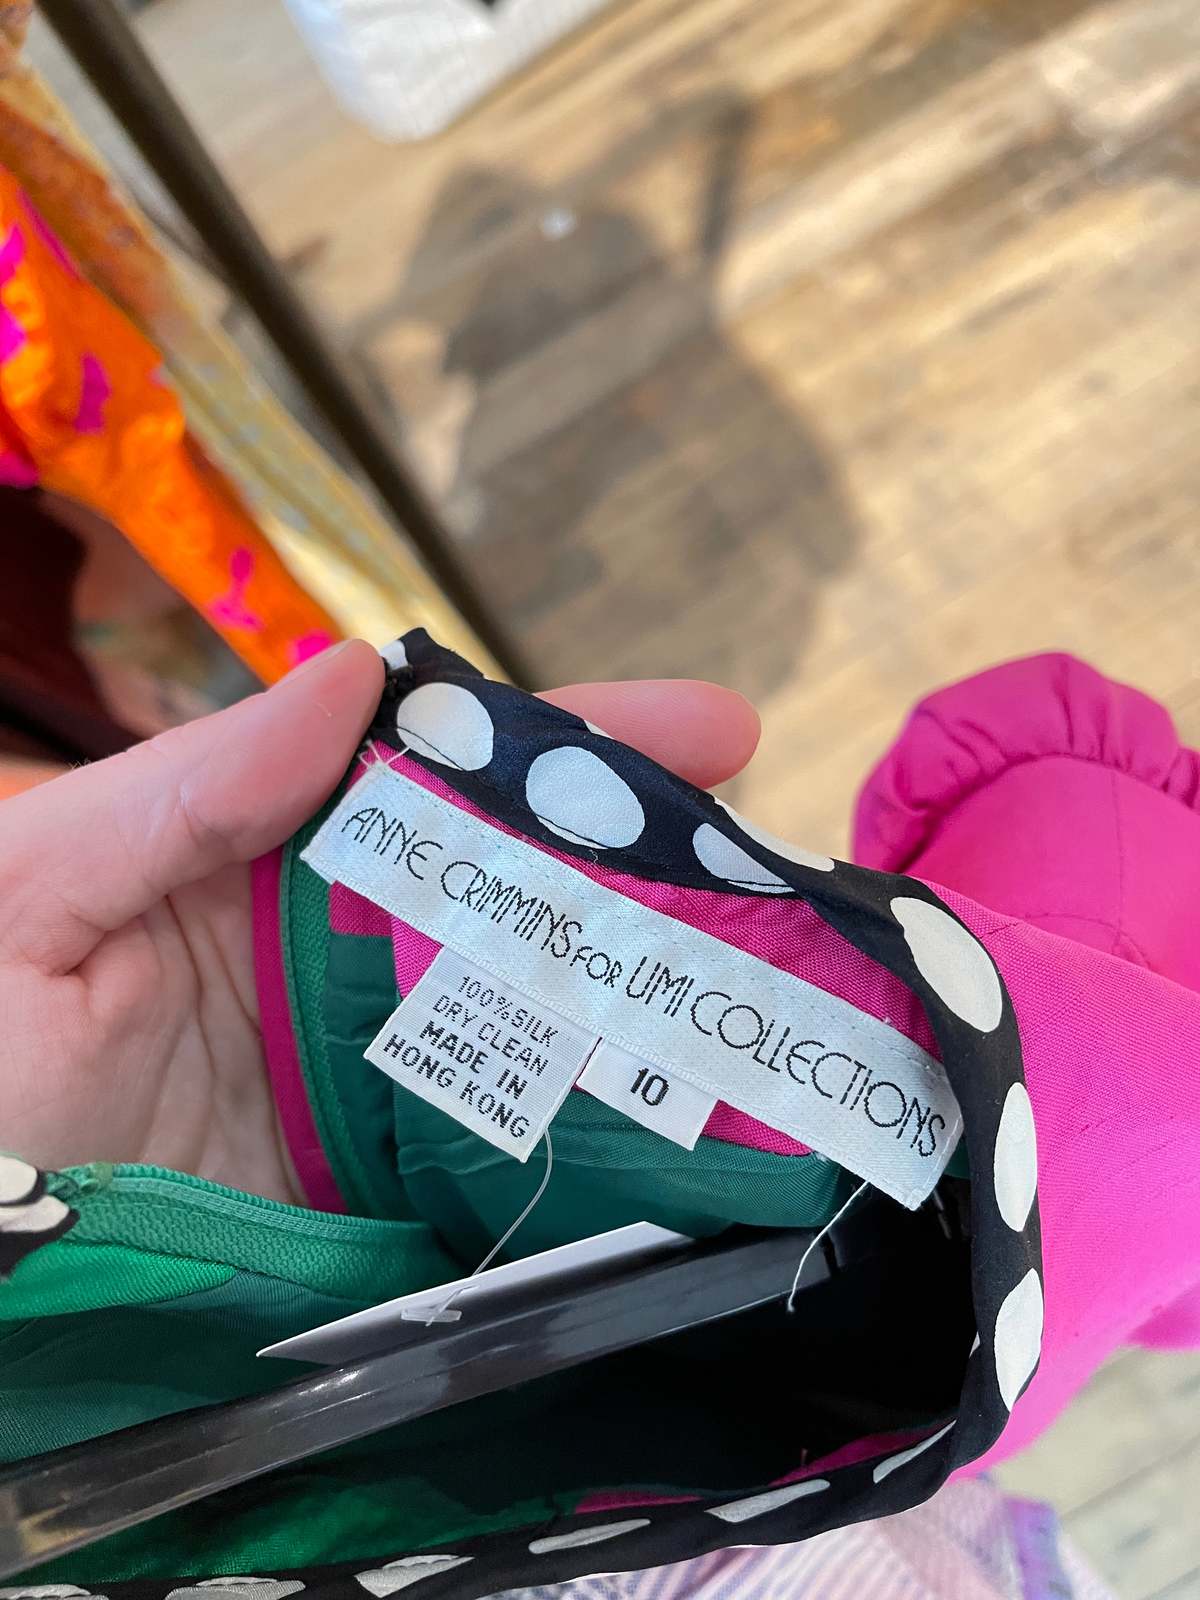 ANNE CRIMMINS FOR UMI COLLECTIONS
100% SILK
DRY CLEAN
MADE IN
HONG KONG
10